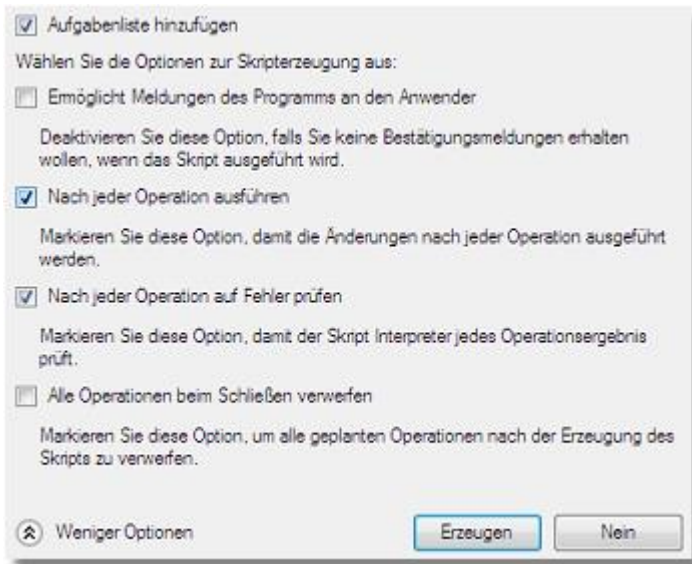 Aufgabenliste hinzufügen
Wählen Sie die Optionen zur Skripterzeugung aus:
Ermöglicht Meldungen des Programms an den Anwender
Deaktivieren Sie diese Option, falls Sie keine Bestätigungsmeldungen erhalten
wollen, wenn das Skript ausgeführt wird.
Nach jeder Operation ausführen
Markieren Sie diese Option, damit die Änderungen nach jeder Operation ausgeführt
werden.
Nach jeder Operation auf Fehler prüfen
Markieren Sie diese Option, damit der Skript Interpreter jedes Operationsergebnis
prüft.
Alle Operationen beim Schließen verwerfen
Markieren Sie diese Option, um alle geplanten Operationen nach der Erzeugung des
Skripts zu verwerfen.
Weniger Optionen
Erzeugen
Nein